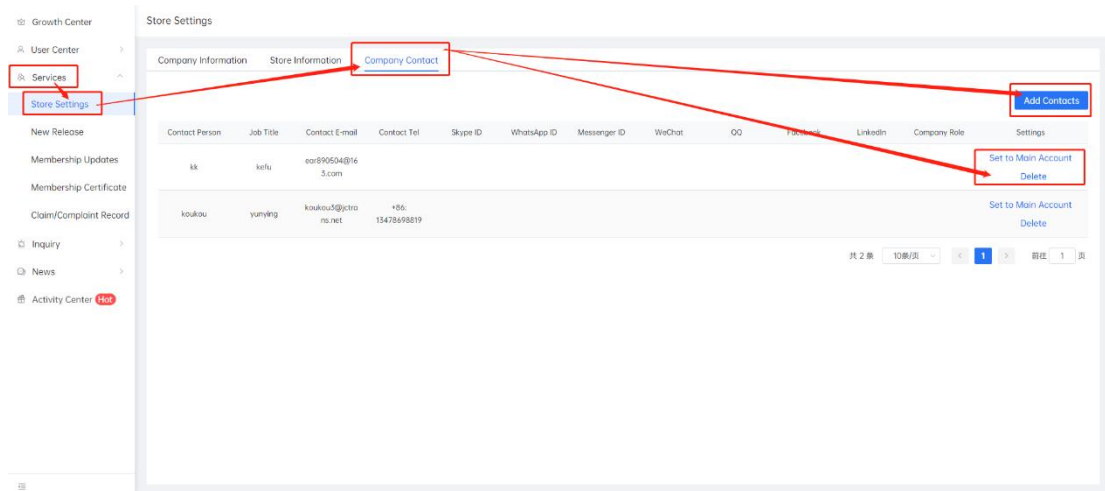 Growth Center
Store Settings
User Center
Services
Store Settings
New Release
Membership Updates
Membership Certificate
Claim/Complaint Record
Inquiry
News
Activity Center Hot
Company Information Store Information Company Contact
Add Contacts
Contact Person Job Title Contact E-mail Contact Tel Skype ID WhatsApp ID Messenger ID WeChat QQ Facebook LinkedIn Company Role Settings
kk kefu
ear890504@16
3.com
Set to Main Account
Delete
koukou yunying
koukou3@jctra
ns.net
+86:
13478698819
Set to Main Account
Delete
共 2 条 10条/页 1 前往 1 页